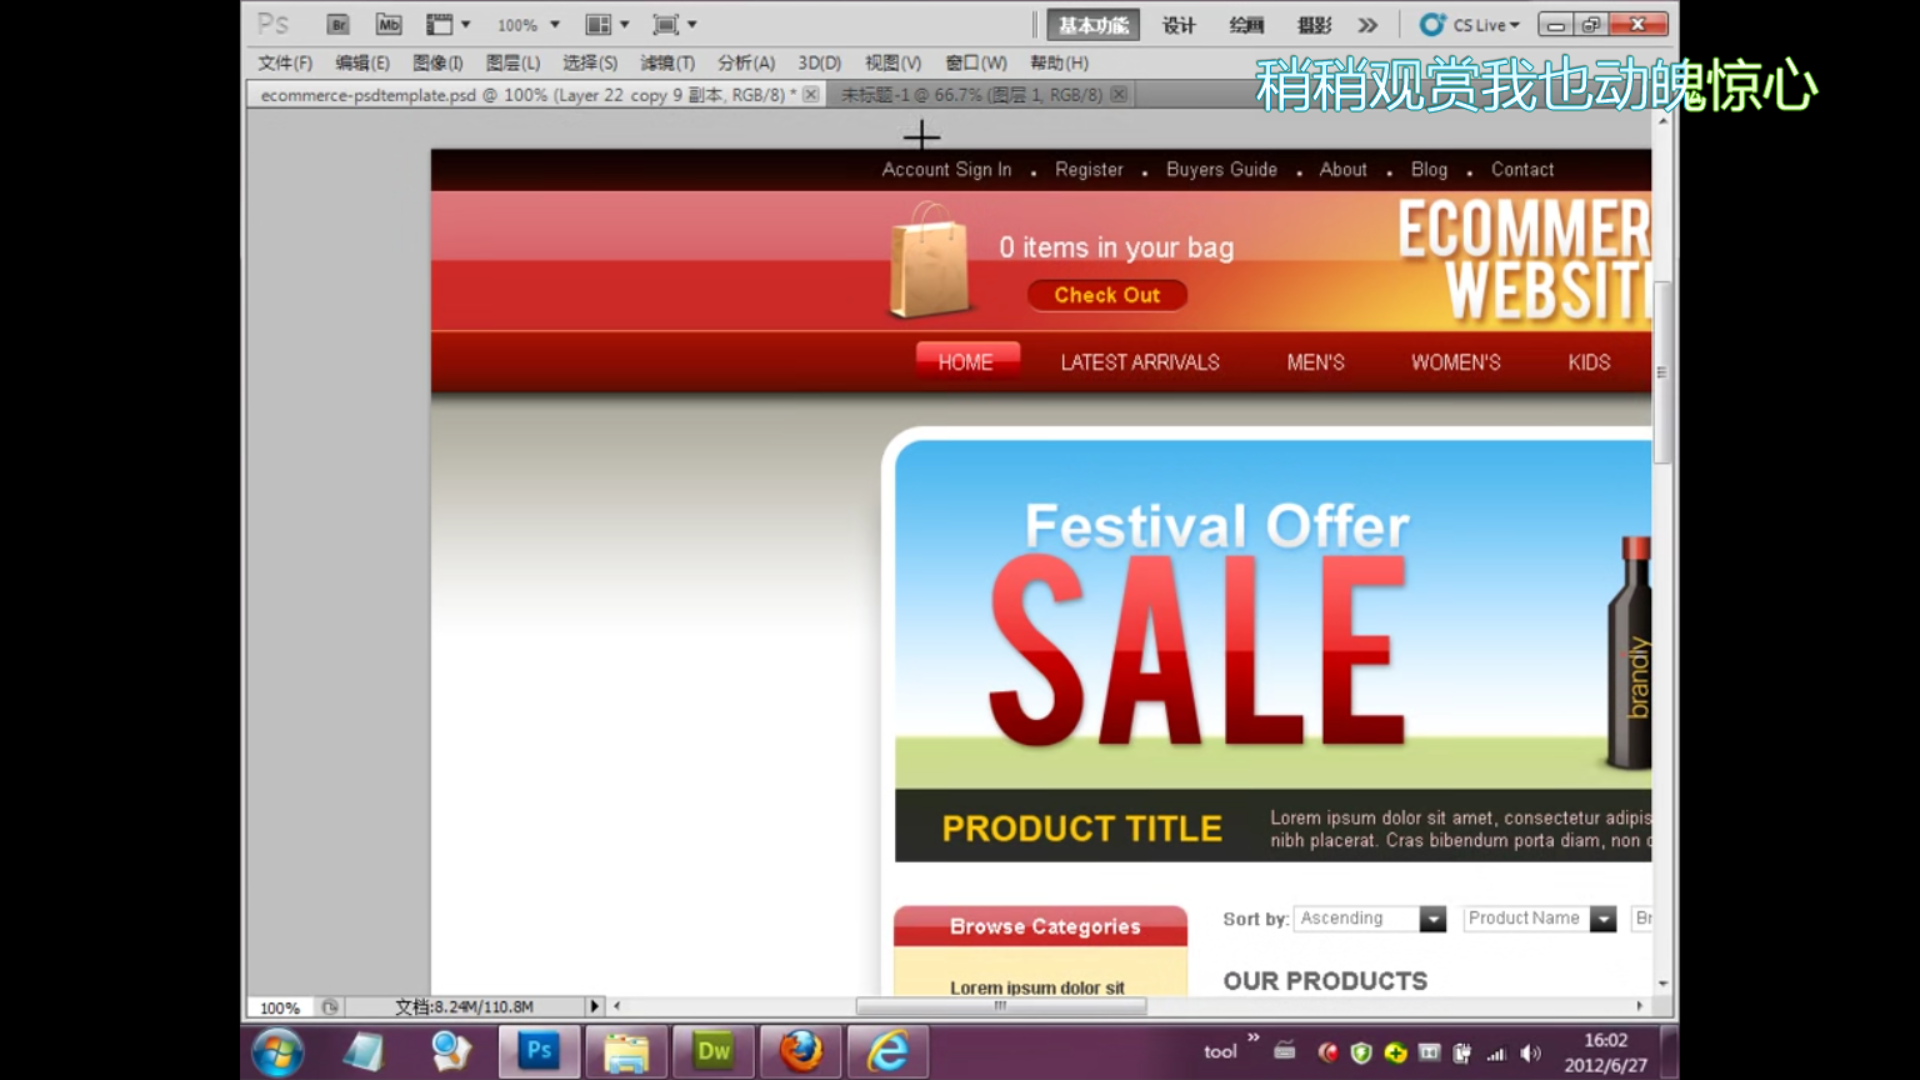 Ps Br Mb 100% 基本功能 设计 绘画 摄影 CS Live
文件(F) 编辑(E) 图像(I) 图层(L) 选择(S) 滤镜(T) 分析(A) 3D(D) 视图(V) 窗口(W) 帮助(H)
稍稍观赏我也动魄惊心
ecommerce-psdtemplate.psd @ 100% (Layer 22 copy 9 副本, RGB/8) * 未标题-1 @ 66.7% (图层 1, RGB/8)
Account Sign In • Register • Buyers Guide • About • Blog • Contact
ECOMMER
WEBSIT
0 items in your bag
Check Out
HOME LATEST ARRIVALS MEN'S WOMEN'S KIDS
Festival Offer
SALE
brandiy
PRODUCT TITLE
Lorem ipsum dolor sit amet, consectetur adipis
nibh placerat. Cras bibendum porta diam, non
Browse Categories
Sort by: Ascending Product Name Br
Lorem ipsum dolor sit
OUR PRODUCTS
100% 文档:8.24M/110.8M
Ps Dw tool
16:02
2012/6/27